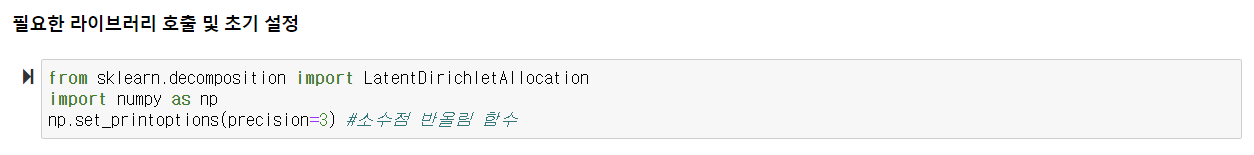 필요한 라이브러리 호출 및 초기 설정
from sklearn.decomposition import LatentDirichletAllocation
import numpy as np
np.set_printoptions(precision=3) #소수점 반올림 함수